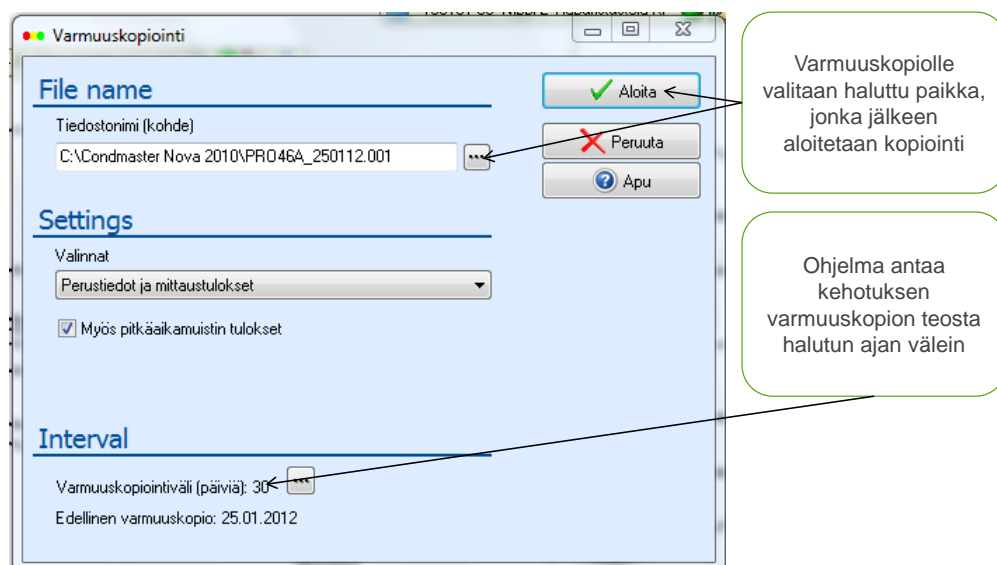 Varmuuskopiointi
File name
Tiedostonimi (kohde)
C:\Condmaster Nova 2010\PRO46A_250112.001
...
Aloita
Peruuta
Apu
Settings
Valinnat
Perustiedot ja mittaustulokset
Myös pitkäaikamuistin tulokset
Interval
Varmuuskopiointiväli (päiviä): 30
...
Edellinen varmuuskopio: 25.01.2012
Varmuuskopiolle
valitaan haluttu paikka,
jonka jälkeen
aloitetaan kopiointi
Ohjelma antaa
kehotuksen
varmuuskopion teosta
halutun ajan välein